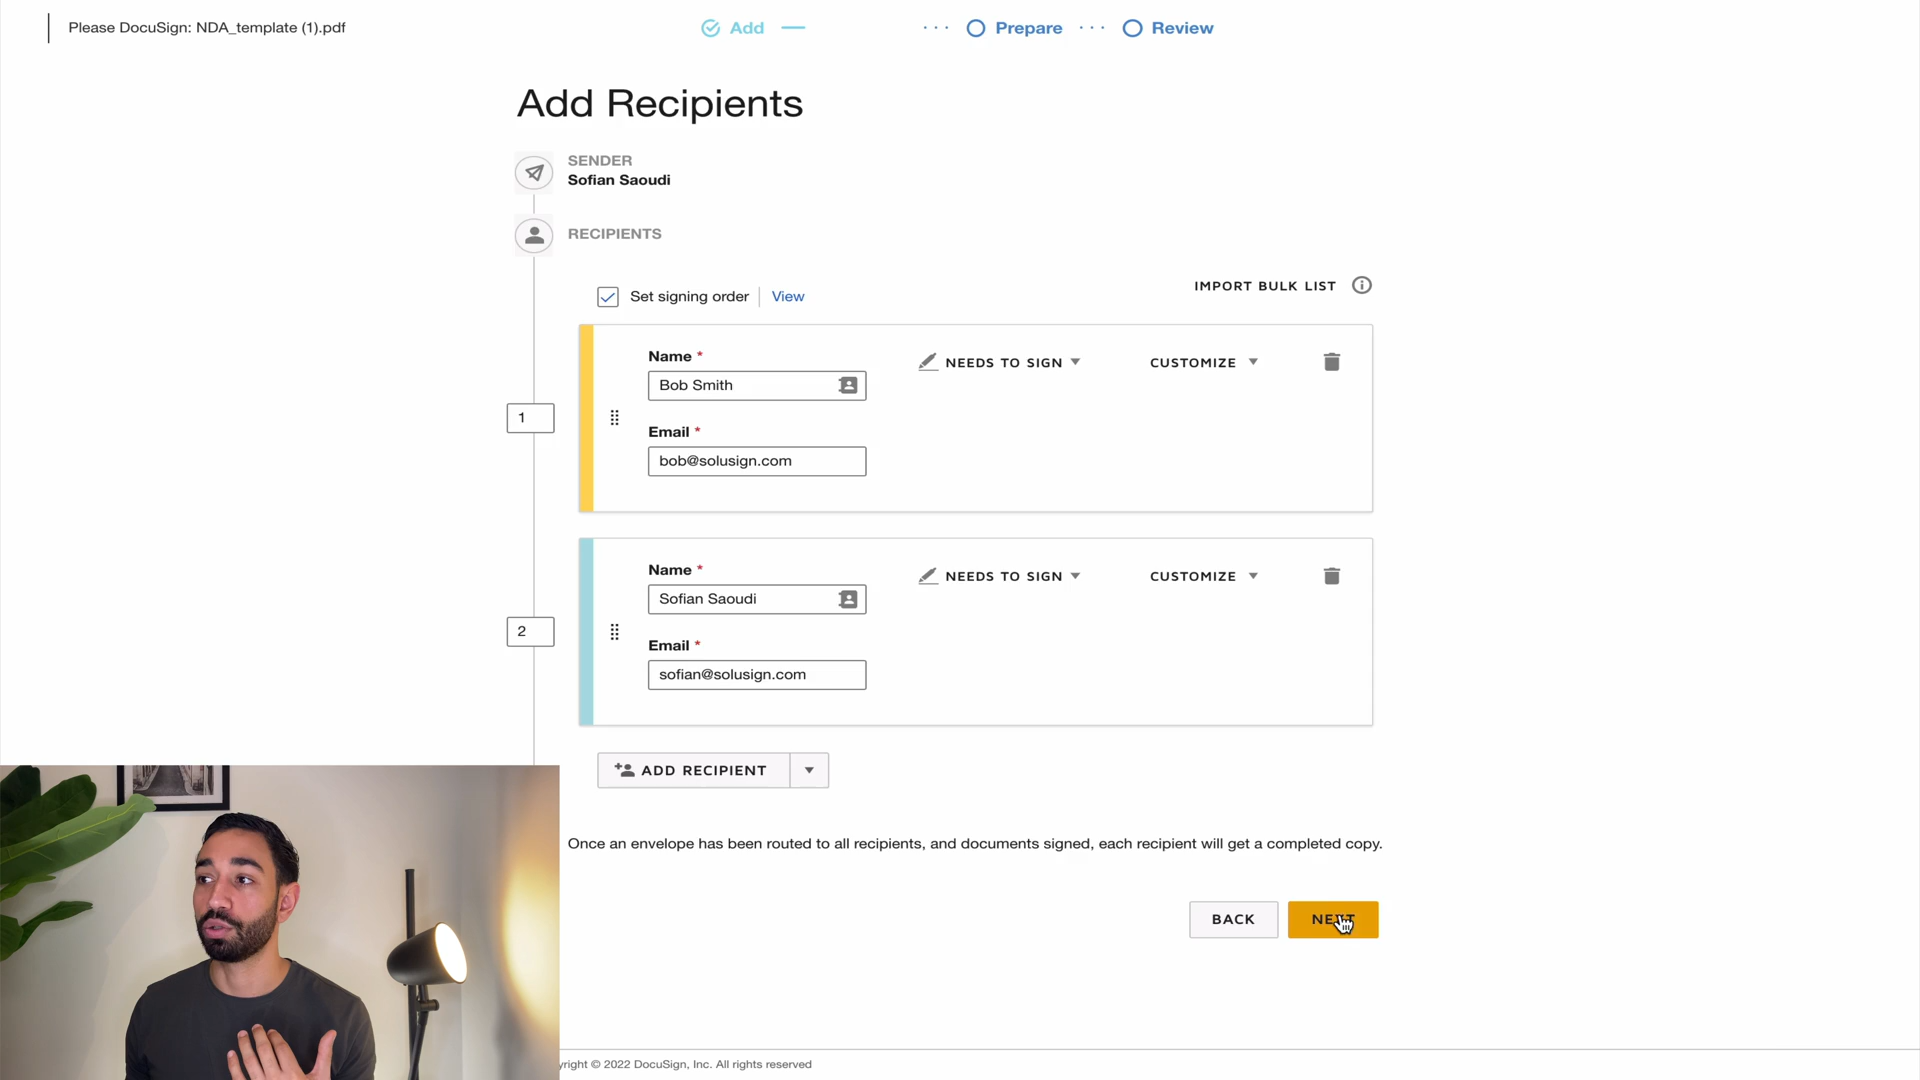 Please DocuSign: NDA_template (1).pdf
Add
Prepare
Review
Add Recipients
SENDER
Sofian Saoudi
RECIPIENTS
Set signing order
View
IMPORT BULK LIST
Name *
Bob Smith
NEEDS TO SIGN
CUSTOMIZE
1
Email *
bob@solusign.com
Name *
Sofian Saoudi
NEEDS TO SIGN
CUSTOMIZE
2
Email *
sofian@solusign.com
ADD RECIPIENT
Once an envelope has been routed to all recipients, and documents signed, each recipient will get a completed copy.
BACK
NEXT
yright © 2022 DocuSign, Inc. All rights reserved